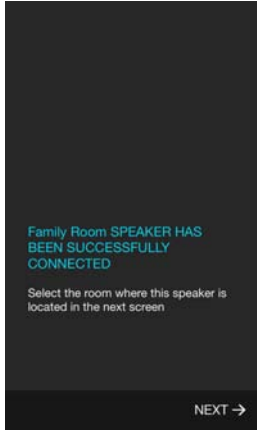 Family Room SPEAKER HAS
BEEN SUCCESSFULLY
CONNECTED
Select the room where this speaker is
located in the next screen
NEXT →